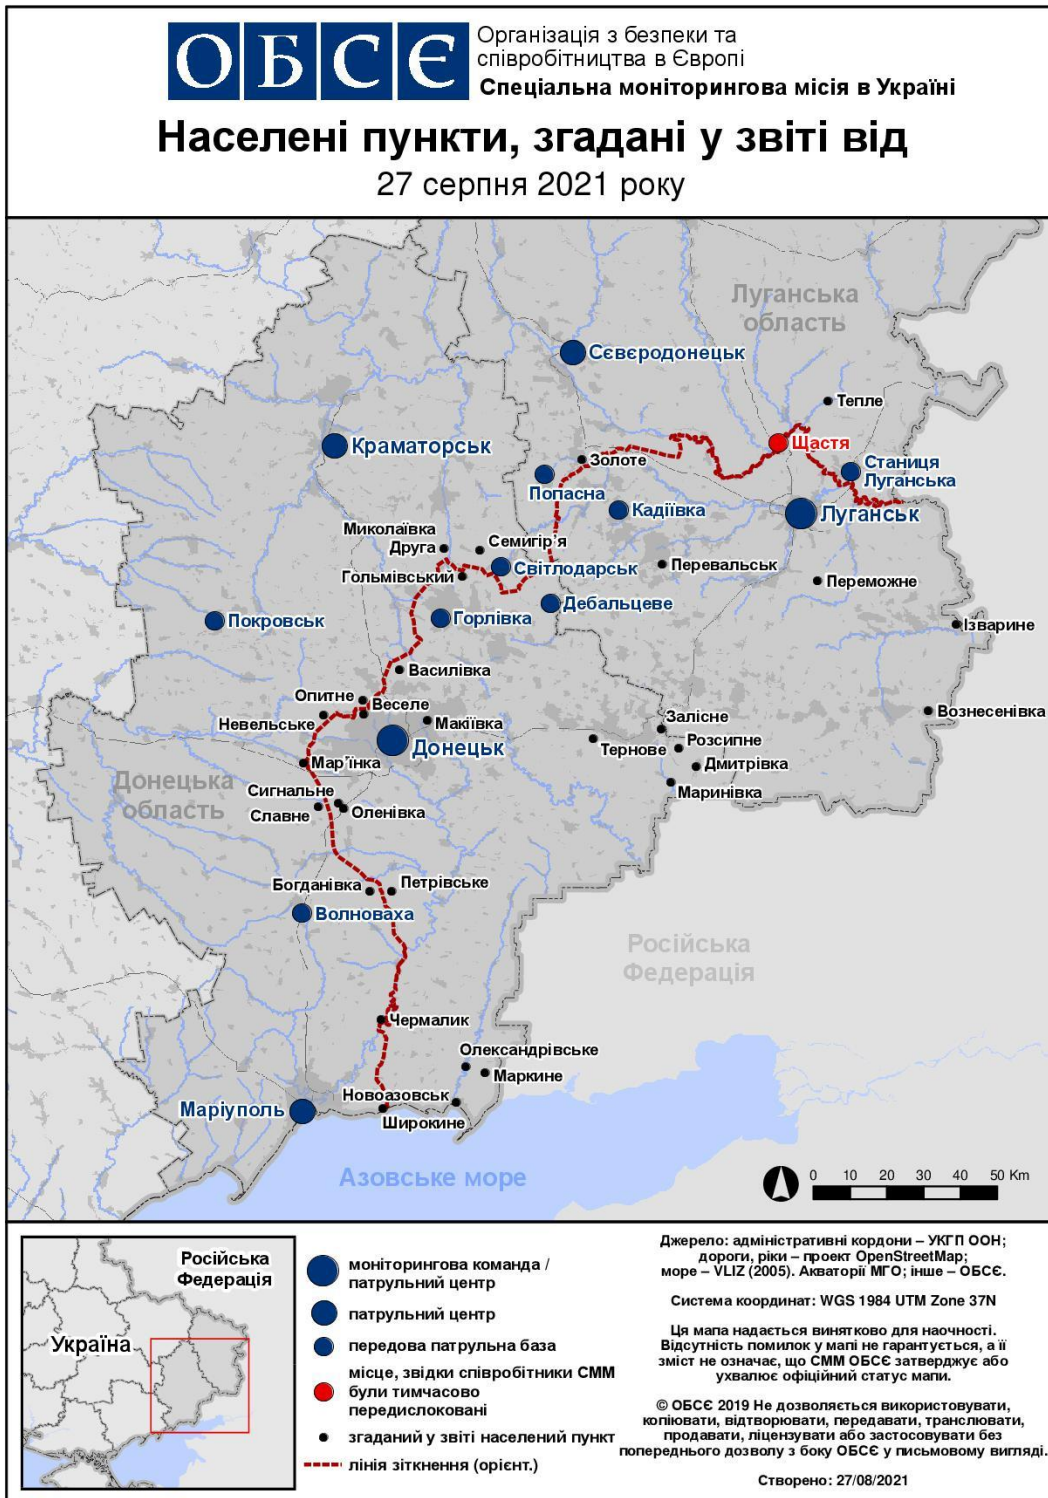 ОБСЄ
Організація з безпеки та
співробітництва в Європі
Спеціальна моніторингова місія в Україні
Населені пункти, згадані у звіті від
27 серпня 2021 року
Луганська
область
Сєвєродонецьк
Тепле
Щастя
Краматорськ
Золоте
Станиця
Луганська
Попасна
Кадіївка
Луганськ
Миколаївка
Друга
Семигір'я
Гольмівський
Світлодарськ
Перевальськ
Переможне
Дебальцеве
Покровськ
Горлівка
Ізварине
Василівка
Опитне
Веселе
Невельське
Макіївка
Донецьк
Залісне
Вознесенівка
Тернове
Розсипне
Мар'їнка
Дмитрівка
Донецька
область
Сигнальне
Маринівка
Славне
Оленівка
Богданівка
Петрівське
Волноваха
Російська
Федерація
Чермалик
Олександрівське
Маркине
Новоазовськ
Маріуполь
Широкине
Азовське море
0 10 20 30 40 50 Km
Російська
Федерація
Україна
моніторингова команда /
патрульний центр
патрульний центр
передова патрульна база
місце, звідки співробітники СММ
були тимчасово
передислоковані
згаданий у звіті населений пункт
лінія зіткнення (орієнт.)
Джерело: адміністративні кордони – УКГП ООН;
дороги, ріки – проект OpenStreetMap;
море – VLIZ (2005). Акваторії МГО; інше – ОБСЄ.
Система координат: WGS 1984 UTM Zone 37N
Ця мапа надається винятково для наочності.
Відсутність помилок у мапі не гарантується, а її
зміст не означає, що СММ ОБСЄ затверджує або
ухвалює офіційний статус мапи.
© ОБСЄ 2019 Не дозволяється використовувати,
копіювати, відтворювати, передавати, транслювати,
продавати, ліцензувати або застосовувати без
попереднього дозволу з боку ОБСЄ у письмовому вигляді.
Створено: 27/08/2021